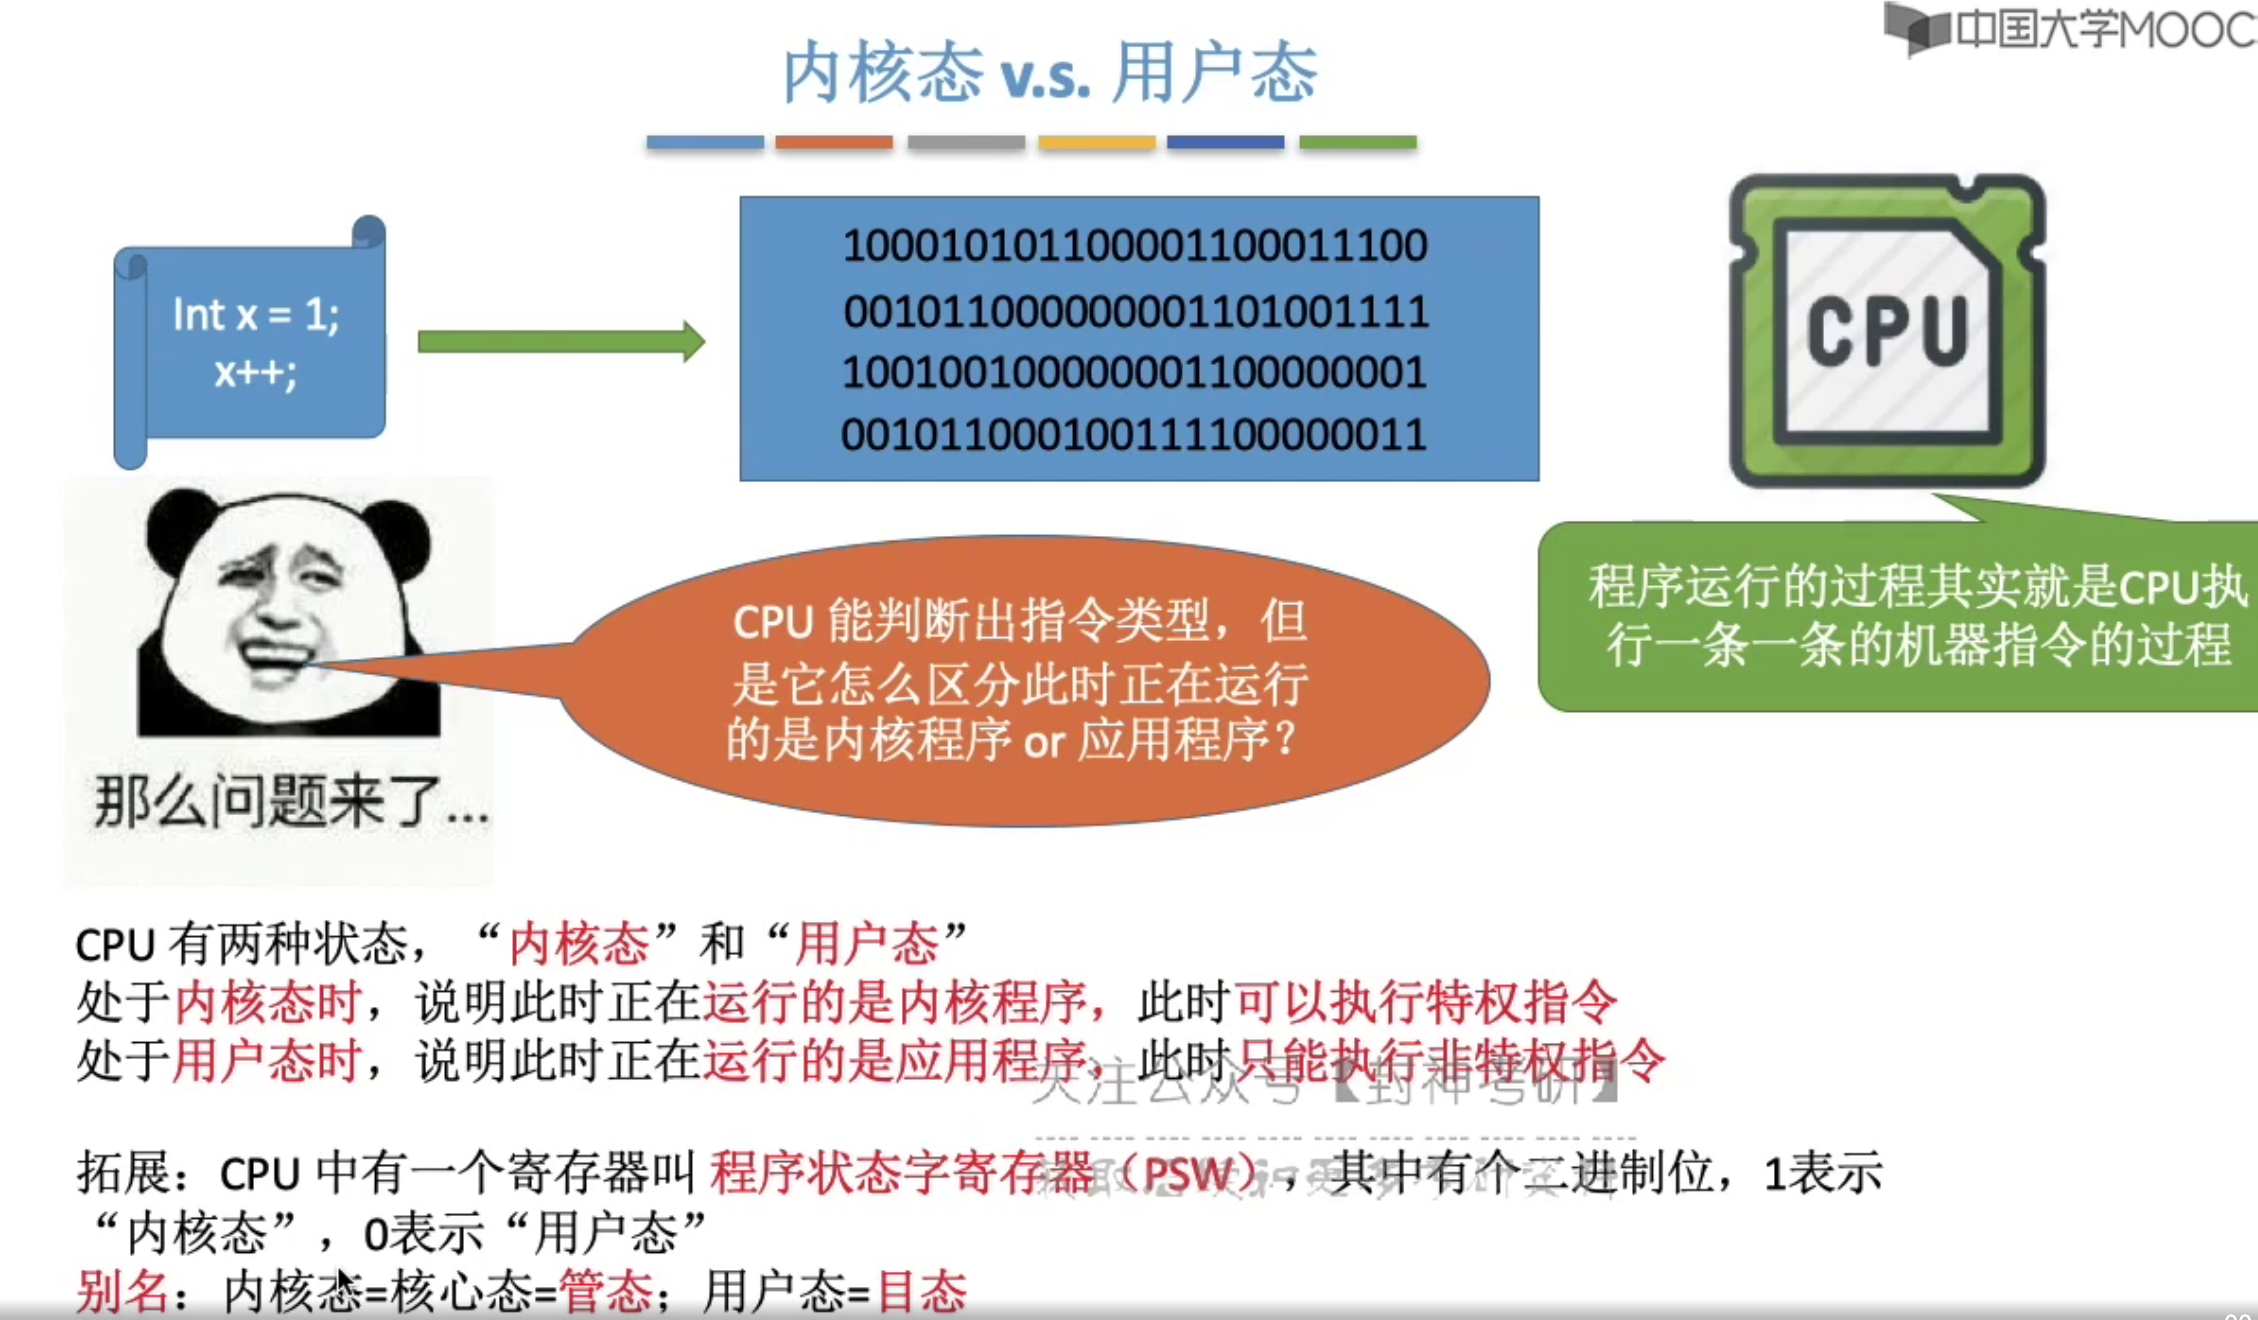 中国大学MOOC
内核态 v.s. 用户态
Int x = 1;
x++;
100010101100001100011100
001011000000001101001111
100100100000001100000001
001011000100111100000011
CPU
程序运行的过程其实就是CPU执
行一条一条的机器指令的过程
CPU 能判断出指令类型，但
是它怎么区分此时正在运行
的是内核程序 or 应用程序？
那么问题来了...
CPU 有两种状态，“内核态”和“用户态”
处于内核态时，说明此时正在运行的是内核程序，此时可以执行特权指令
处于用户态时，说明此时正在运行的是应用程序，此时只能执行非特权指令
关注公众号【封神考研】
拓展：CPU 中有一个寄存器叫 程序状态字寄存器（PSW），其中有个二进制位，1表示
“内核态”，0表示“用户态”
别名：内核态=核心态=管态；用户态=目态